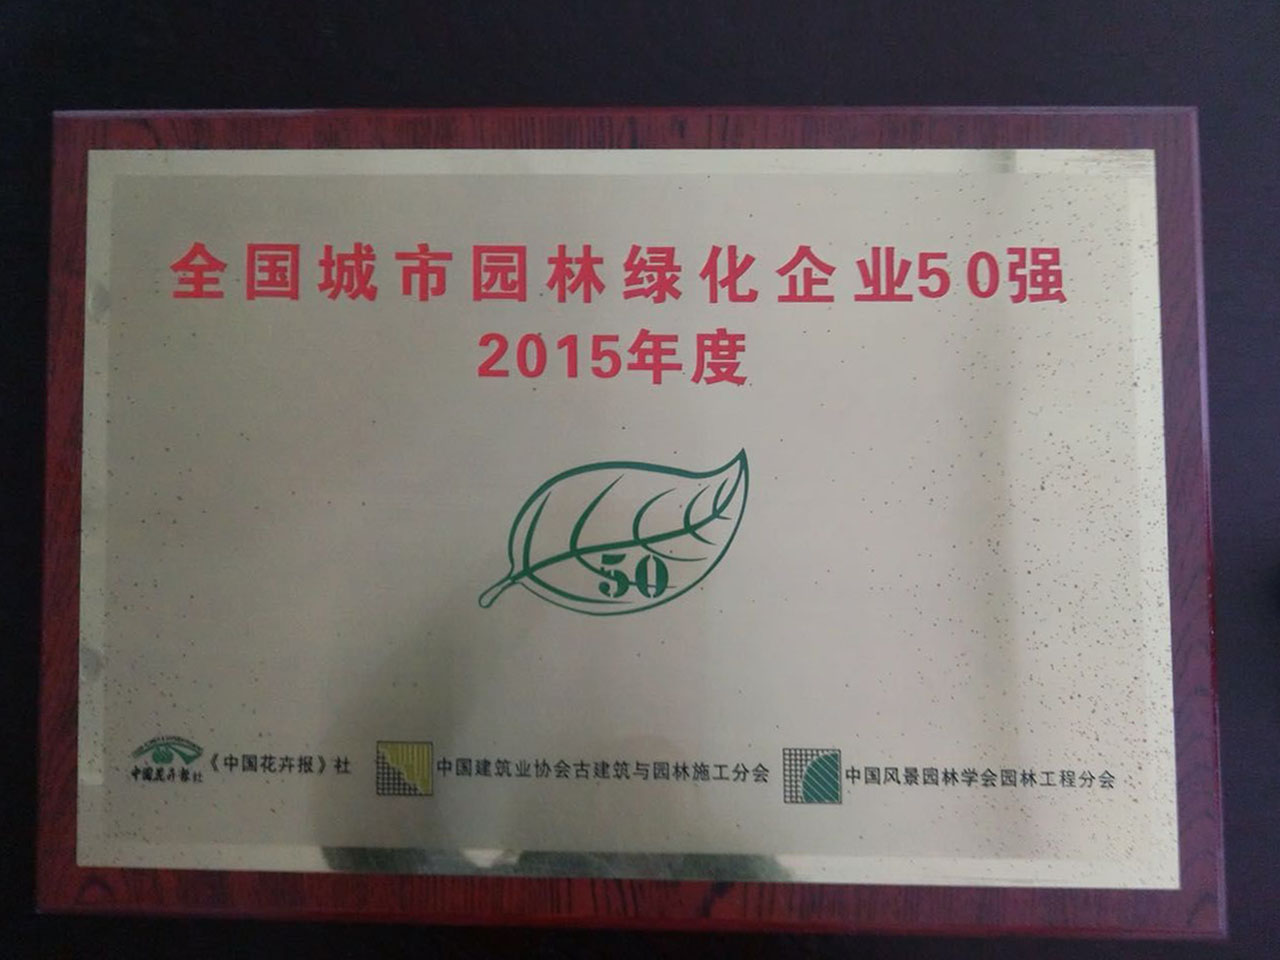 全国城市园林绿化企业50强
2015年度
50
中国花卉报社
《中国花卉报》社
中国建筑业协会古建筑与园林施工分会
中国风景园林学会园林工程分会